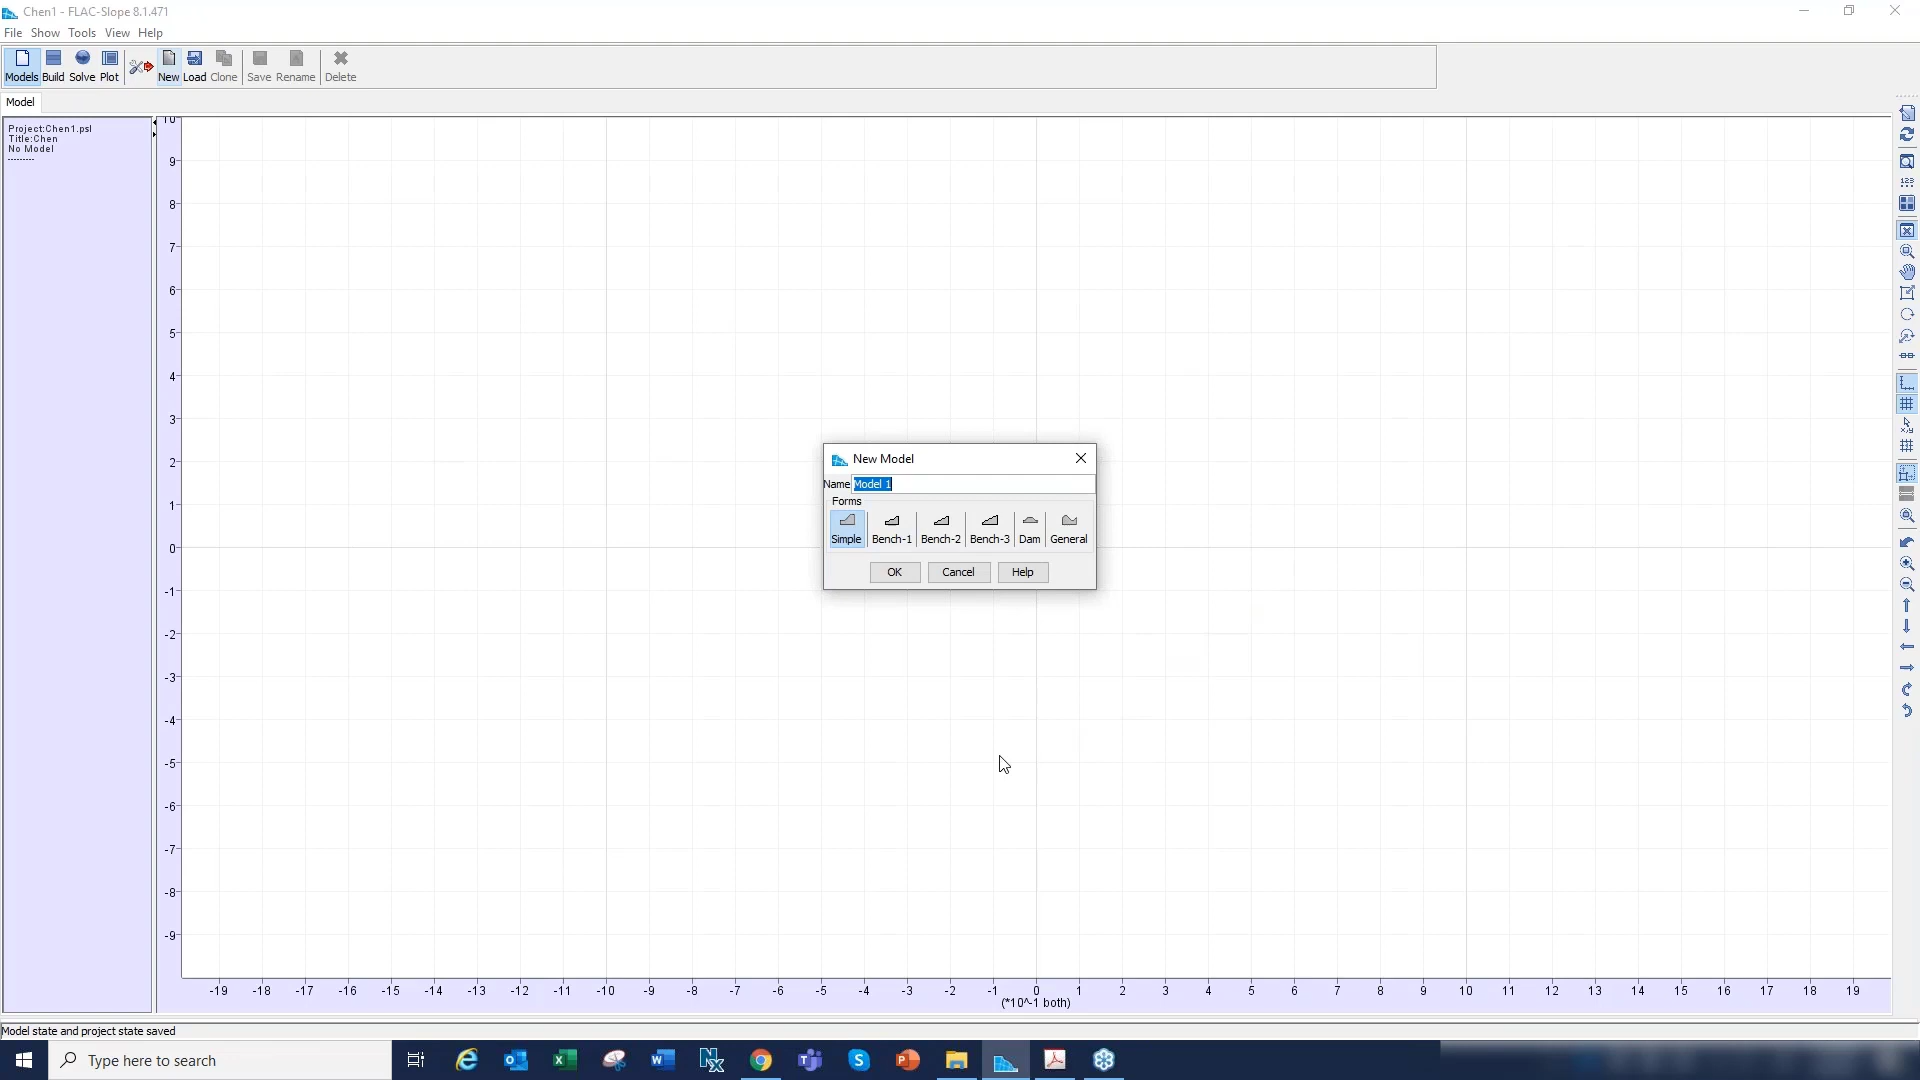 Chen1 - FLAC-Slope 8.1.471
File Show Tools View Help
Models Build Solve Plot New Load Clone Save Rename Delete
Model
Project:Chen1.psl
Title:Chen
No Model
---------
10
9
8
7
6
5
4
3
2
1
0
-1
-2
-3
-4
-5
-6
-7
-8
-9
New Model
Name Model 1
Forms
Simple Bench-1 Bench-2 Bench-3 Dam General
OK Cancel Help
123
x,y
-19 -18 -17 -16 -15 -14 -13 -12 -11 -10 -9 -8 -7 -6 -5 -4 -3 -2 -1 0 1 2 3 4 5 6 7 8 9 10 11 12 13 14 15 16 17 18 19
(*10^-1 both)
Model state and project state saved
Type here to search